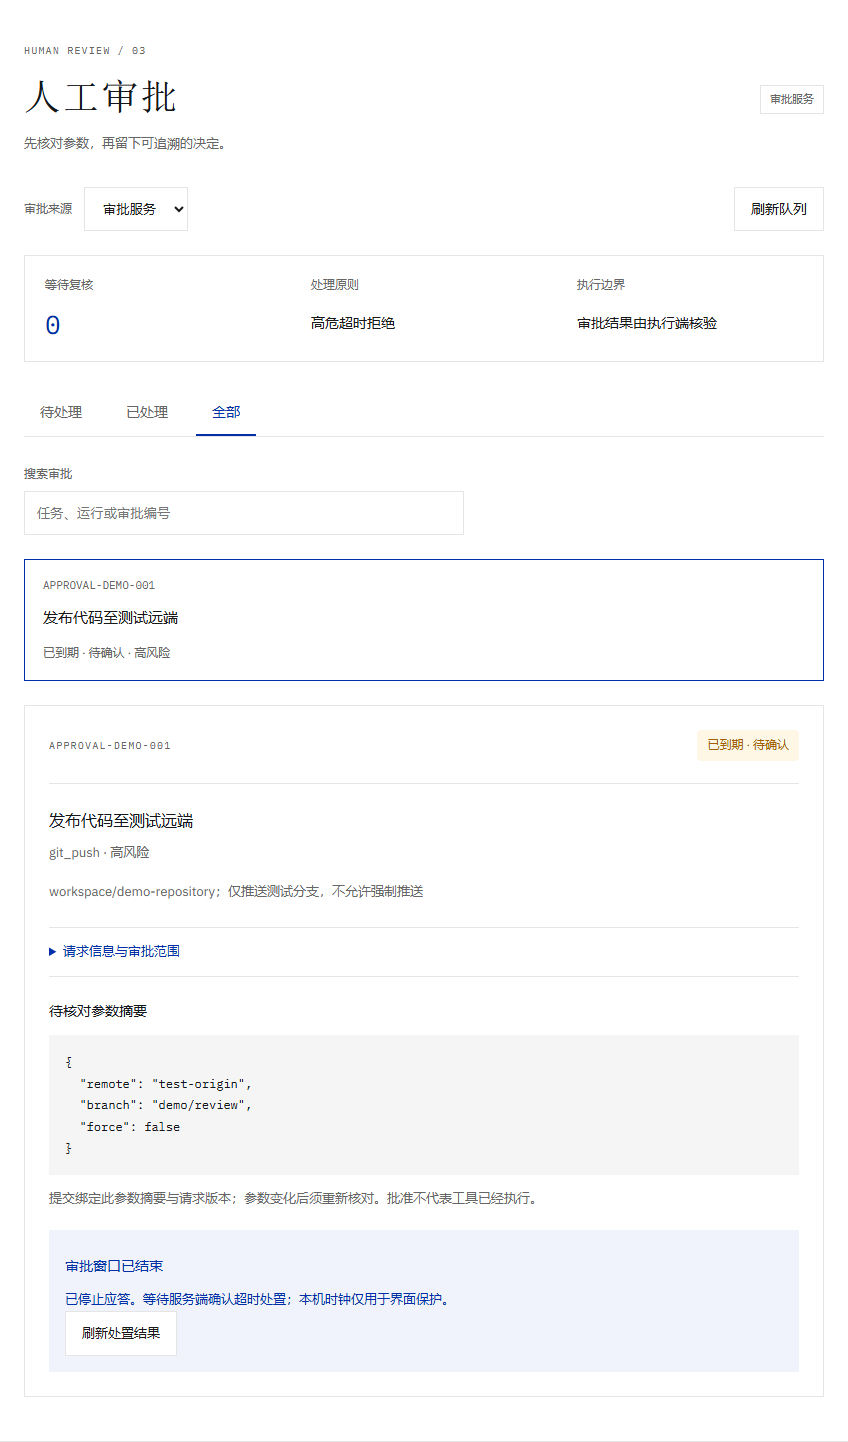 HUMAN REVIEW / 03
人工审批
审批服务
先核对参数，再留下可追溯的决定。
审批来源
审批服务
刷新队列
等待复核
处理原则
执行边界
0
高危超时拒绝
审批结果由执行端核验
待处理
已处理
全部
搜索审批
任务、运行或审批编号
APPROVAL-DEMO-001
发布代码至测试远端
已到期 · 待确认 · 高风险
APPROVAL-DEMO-001
已到期 · 待确认
发布代码至测试远端
git_push · 高风险
workspace/demo-repository；仅推送测试分支，不允许强制推送
请求信息与审批范围
待核对参数摘要
{
"remote": "test-origin",
"branch": "demo/review",
"force": false
}
提交绑定此参数摘要与请求版本；参数变化后须重新核对。批准不代表工具已经执行。
审批窗口已结束
已停止应答。等待服务端确认超时处置；本机时钟仅用于界面保护。
刷新处置结果